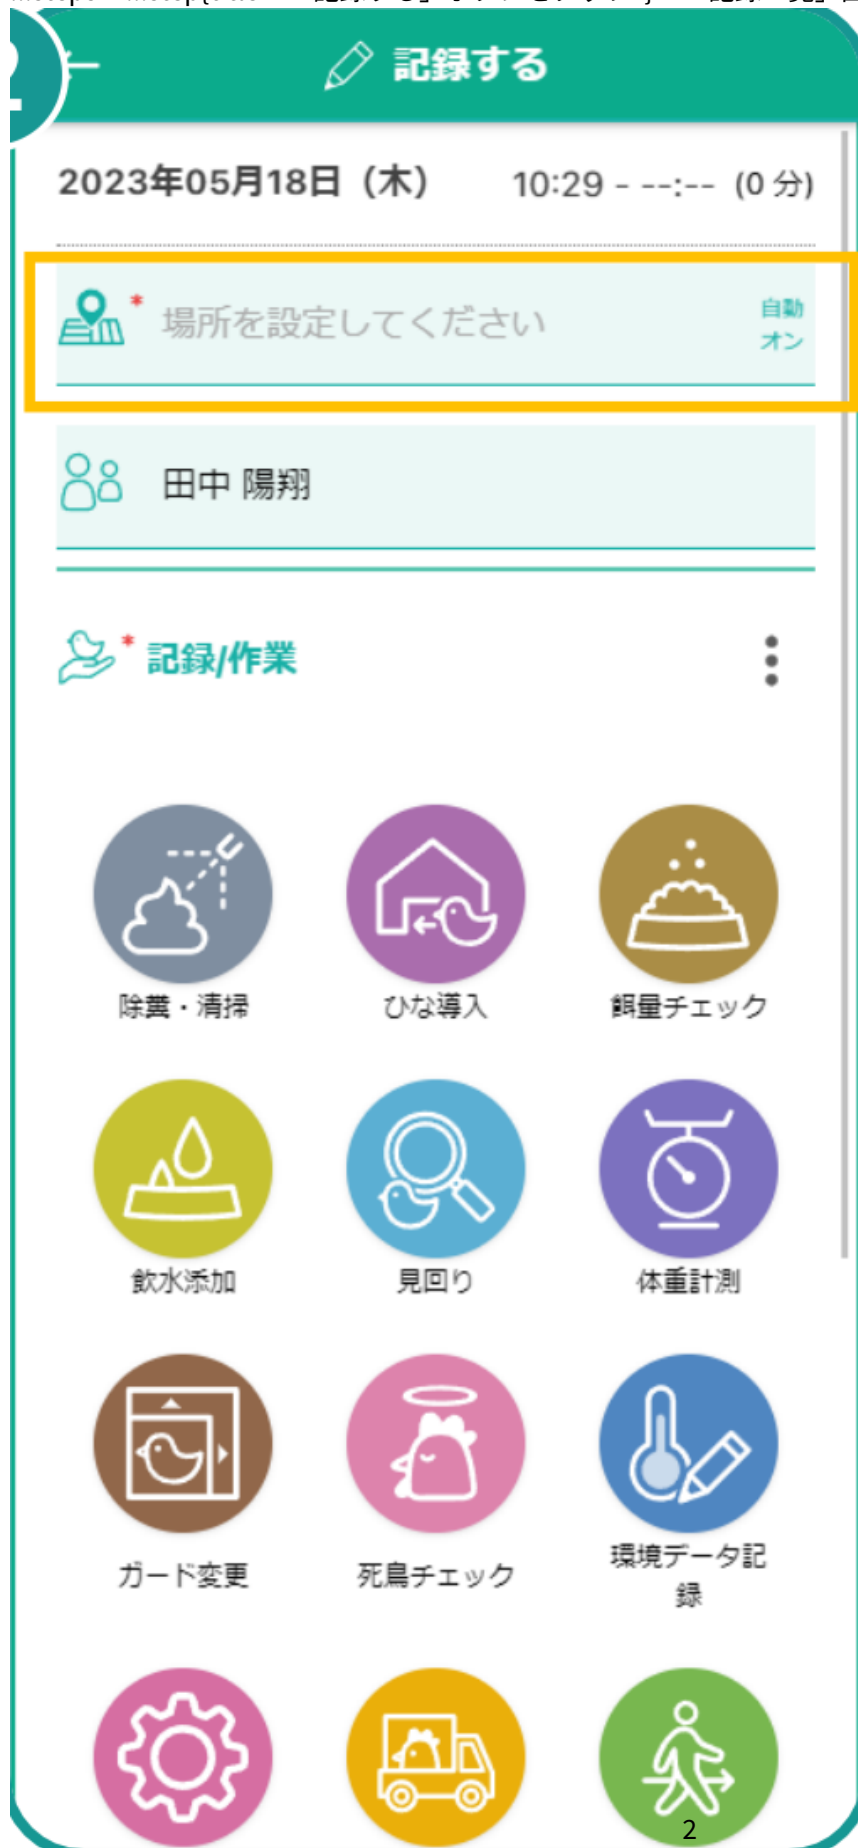 2
記録する
2023年05月18日（木） 10:29 - --:-- (0 分)
* 場所を設定してください 自動
オン
田中 陽翔
* 記録/作業
除糞・清掃 ひな導入 餌量チェック
飲水添加 見回り 体重計測
ガード変更 死鳥チェック 環境データ記
録
2